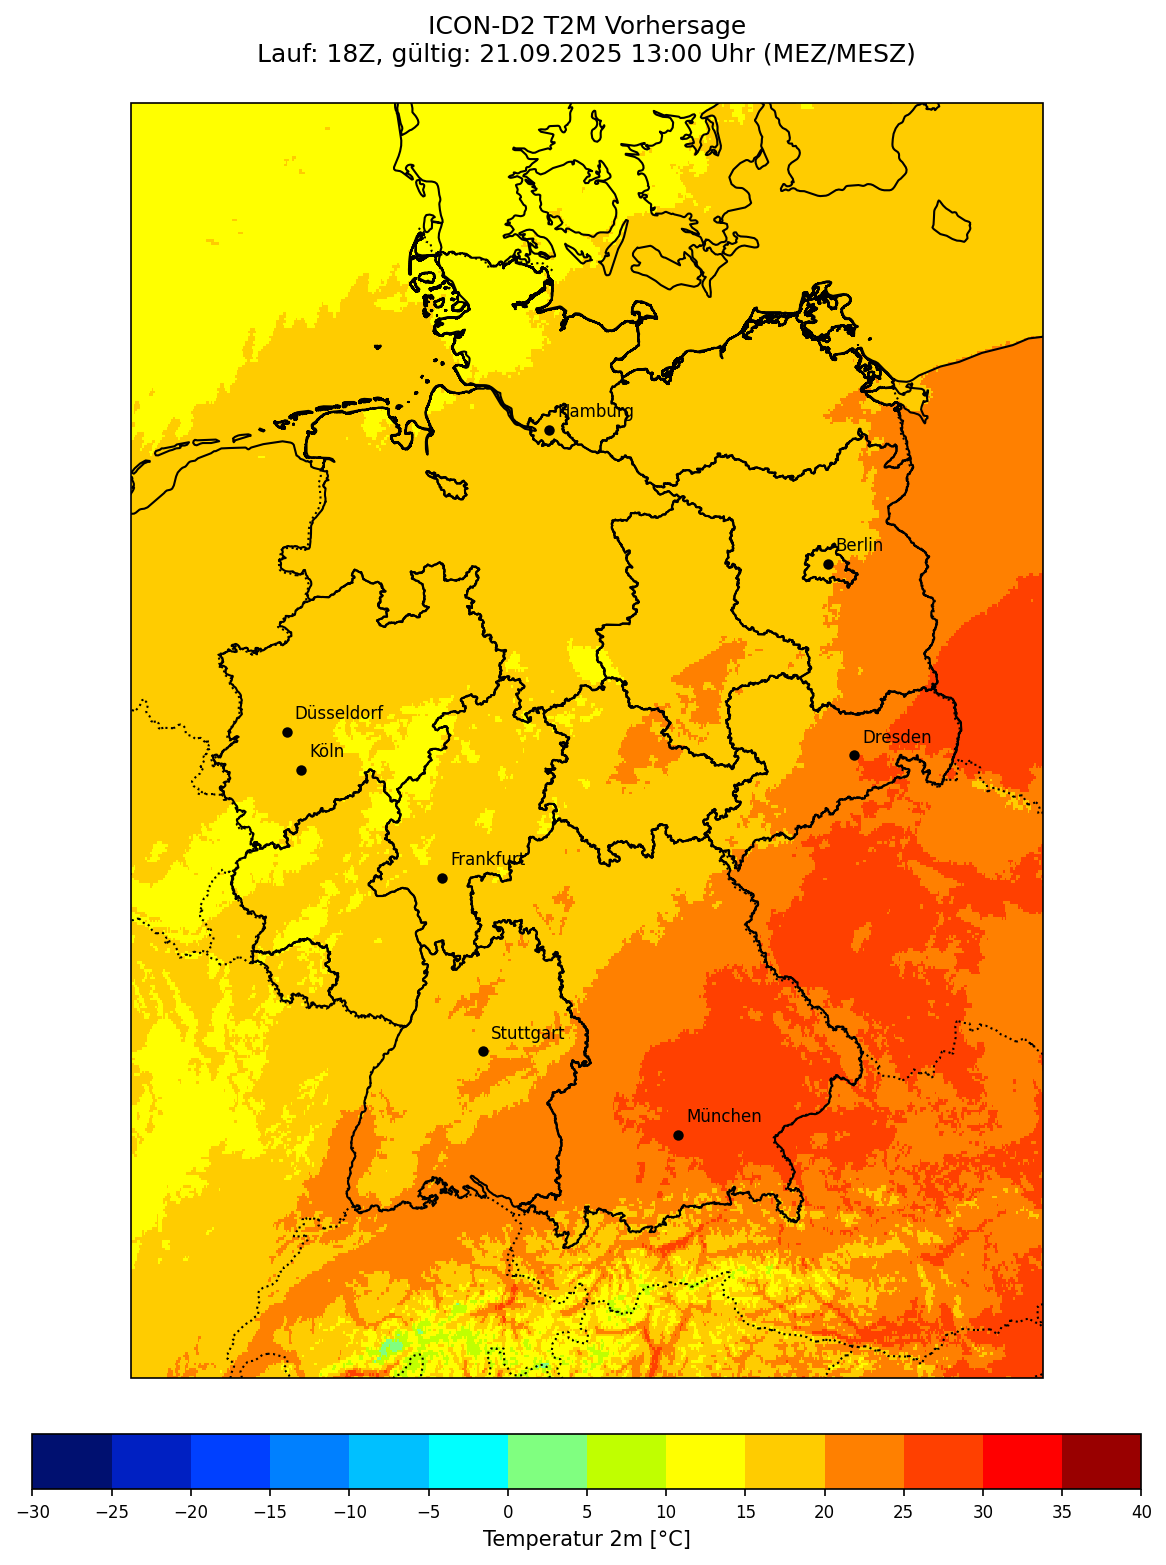 ICON-D2 T2M Vorhersage
Lauf: 18Z, gültig: 21.09.2025 13:00 Uhr (MEZ/MESZ)
Hamburg
Berlin
Düsseldorf
Dresden
Köln
Frankfurt
Stuttgart
München
−30 −25 −20 −15 −10 −5 0 5 10 15 20 25 30 35 40
Temperatur 2m [°C]